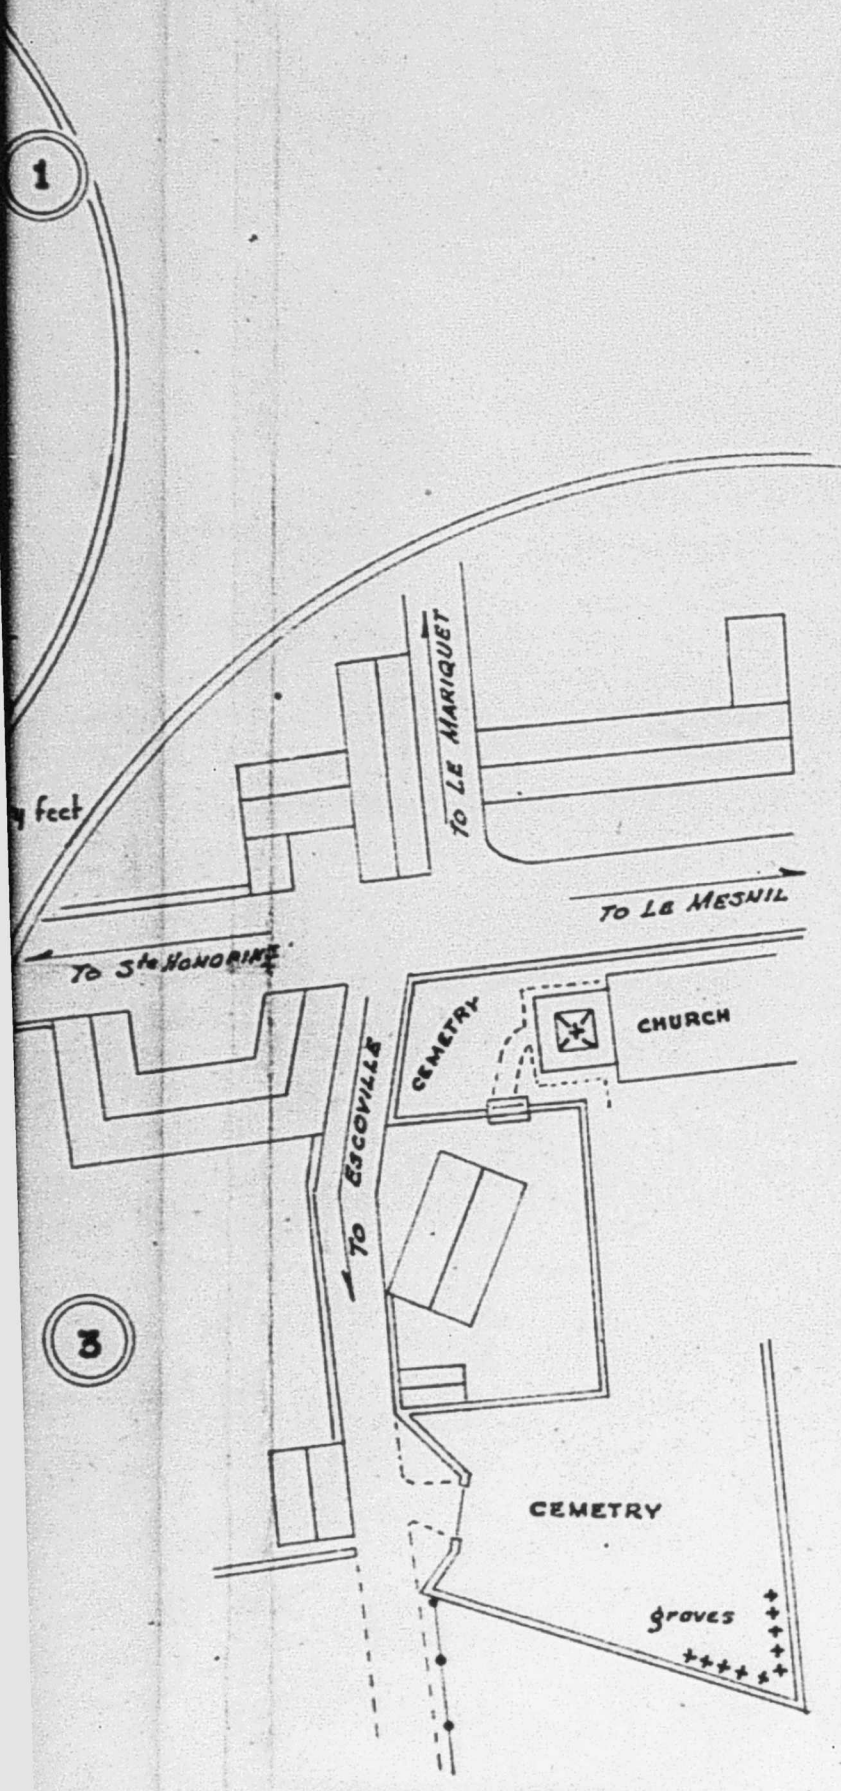 1
TO LE MARIQUET
y feet
TO LE MESNIL
TO Ste HONORINE
CEMETRY
CHURCH
TO ESCOVILLE
3
CEMETRY
graves